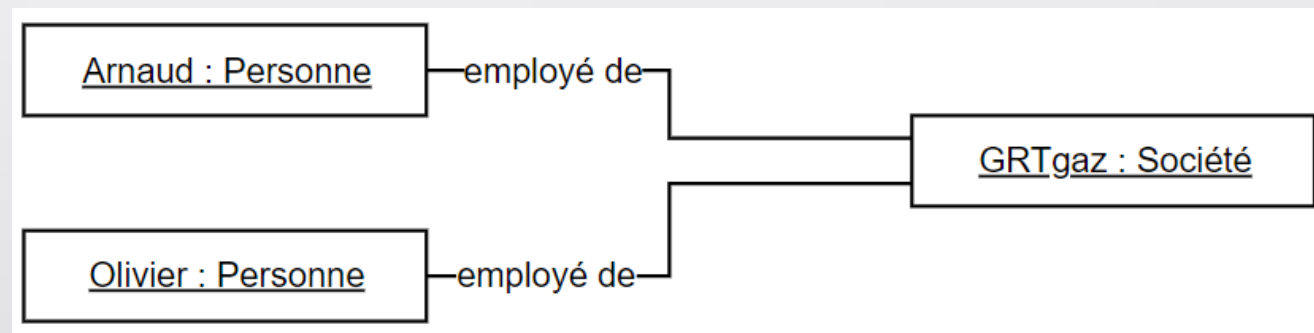 Arnaud : Personne
employé de
GRTgaz : Société
Olivier : Personne
employé de